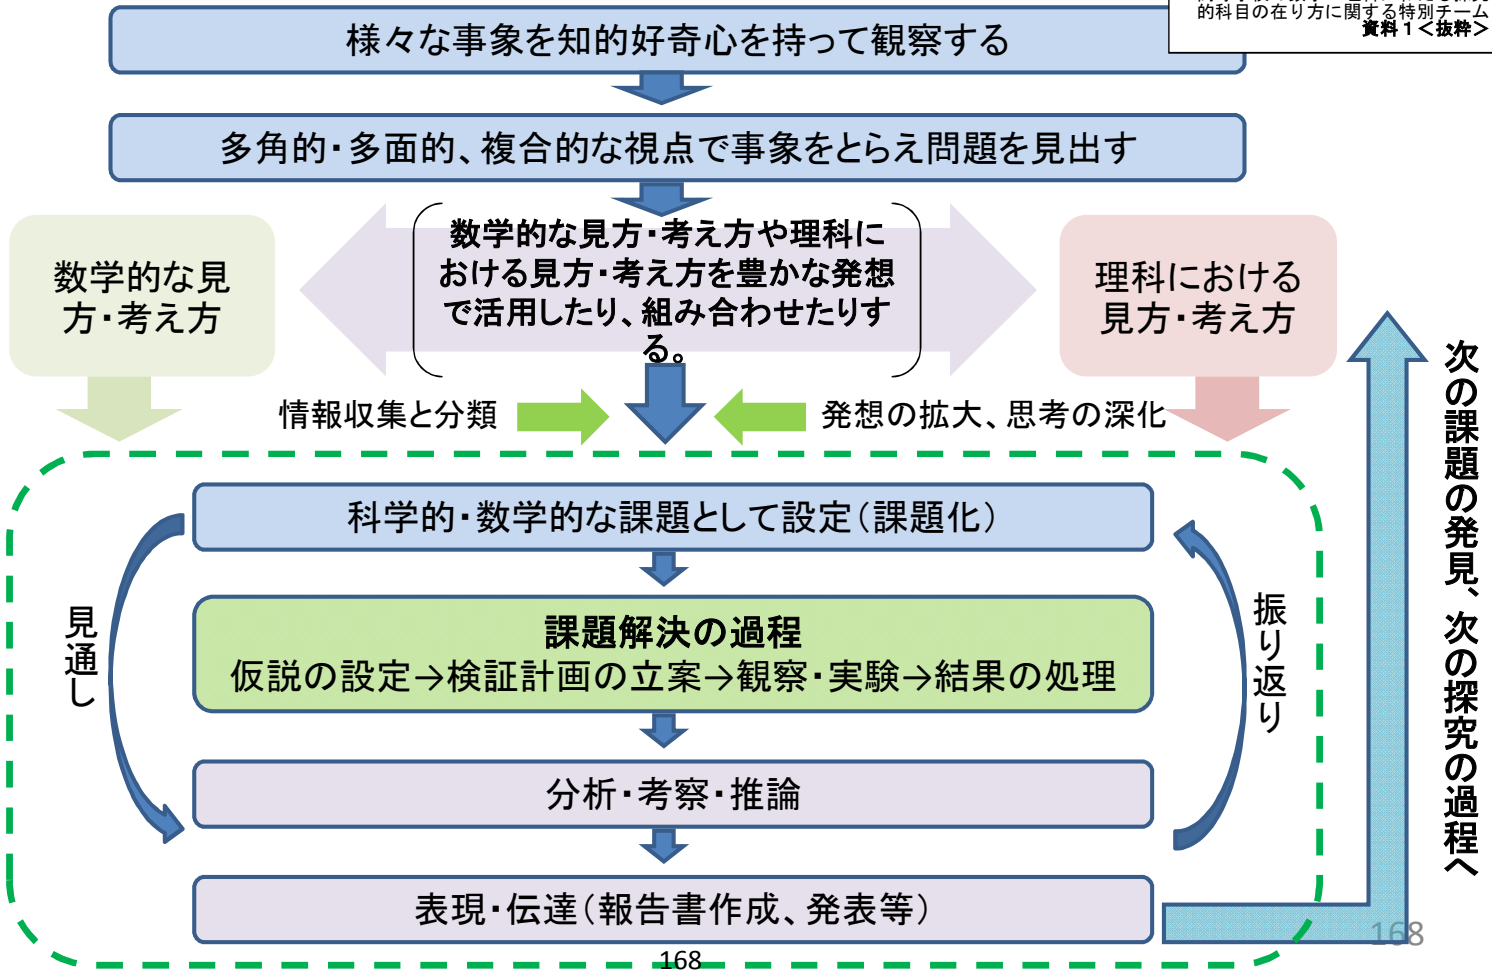 的科目の在り方に関する特別チーム
資料1<抜粋>
様々な事象を知的好奇心を持って観察する
多角的・多面的、複合的な視点で事象をとらえ問題を見出す
数学的な見
方・考え方
数学的な見方・考え方や理科に
おける見方・考え方を豊かな発想
で活用したり、組み合わせたりす
る。
理科における
見方・考え方
情報収集と分類
発想の拡大、思考の深化
科学的・数学的な課題として設定(課題化)
見通し
課題解決の過程
仮説の設定→検証計画の立案→観察・実験→結果の処理
振り返り
分析・考察・推論
表現・伝達(報告書作成、発表等)
次の課題の発見、次の探究の過程へ
168
168